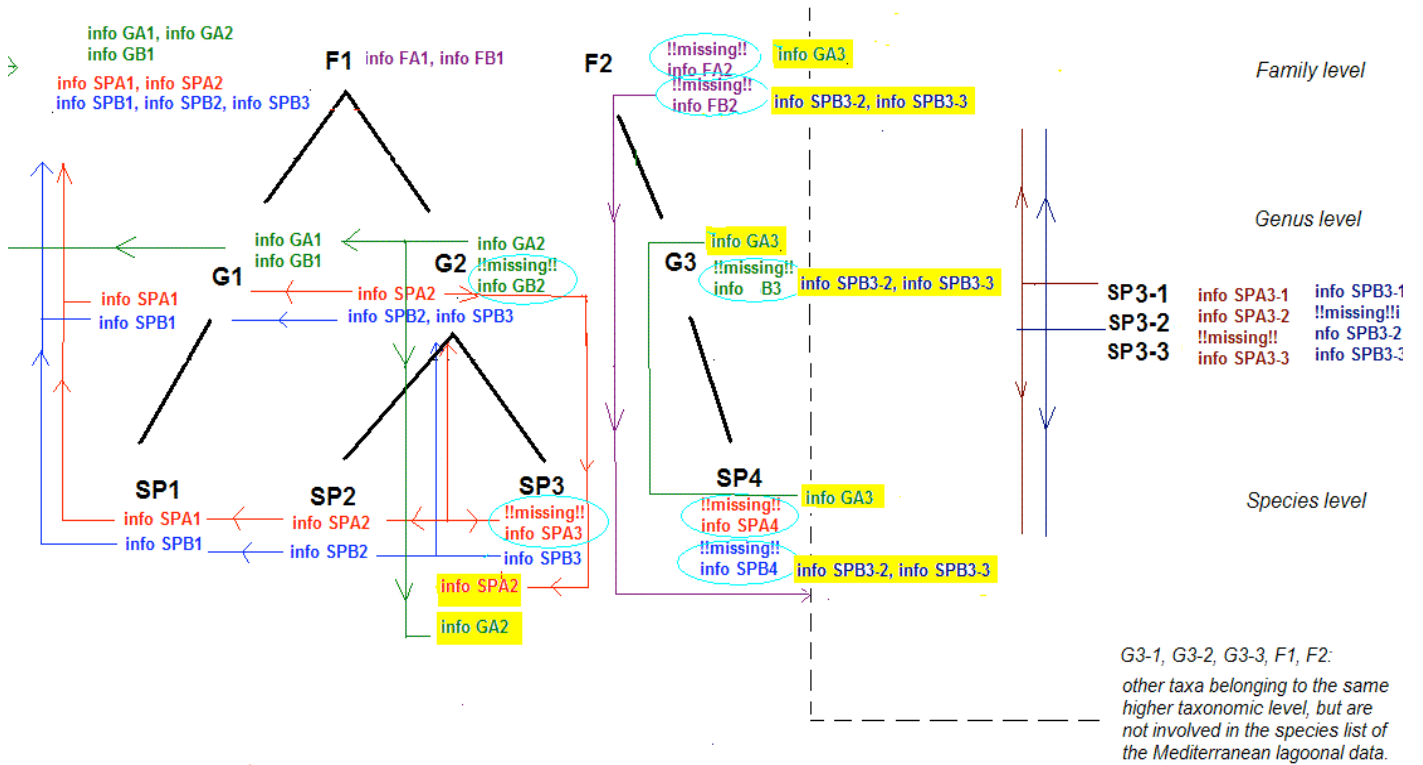 info GA1, info GA2
info GB1
info SPA1, info SPA2
info SPB1, info SPB2, info SPB3
F1
info FA1, info FB1
F2
!!missing!!
info FA2
info GA3
!!missing!!
info FB2
info SPB3-2, info SPB3-3
Family level
info GA1
info GB1
G1
info GA2
G2
!!missing!!
info GB2
info SPA1
info SPB1
info SPA2
info SPB2, info SPB3
info GA3
G3
!!missing!!
info B3
info SPB3-2, info SPB3-3
Genus level
SP3-1
SP3-2
SP3-3
info SPA3-1
info SPA3-2
!!missing!!
info SPA3-3
info SPB3-1
!!missing!!i
nfo SPB3-2
info SPB3-3
SP1
info SPA1
info SPB1
SP2
info SPA2
info SPB2
SP3
!!missing!!
info SPA3
info SPB3
info SPA2
info GA2
SP4
info GA3
!!missing!!
info SPA4
!!missing!!
info SPB4
info SPB3-2, info SPB3-3
Species level
G3-1, G3-2, G3-3, F1, F2:
other taxa belonging to the same
higher taxonomic level, but are
not involved in the species list of
the Mediterranean lagoonal data.